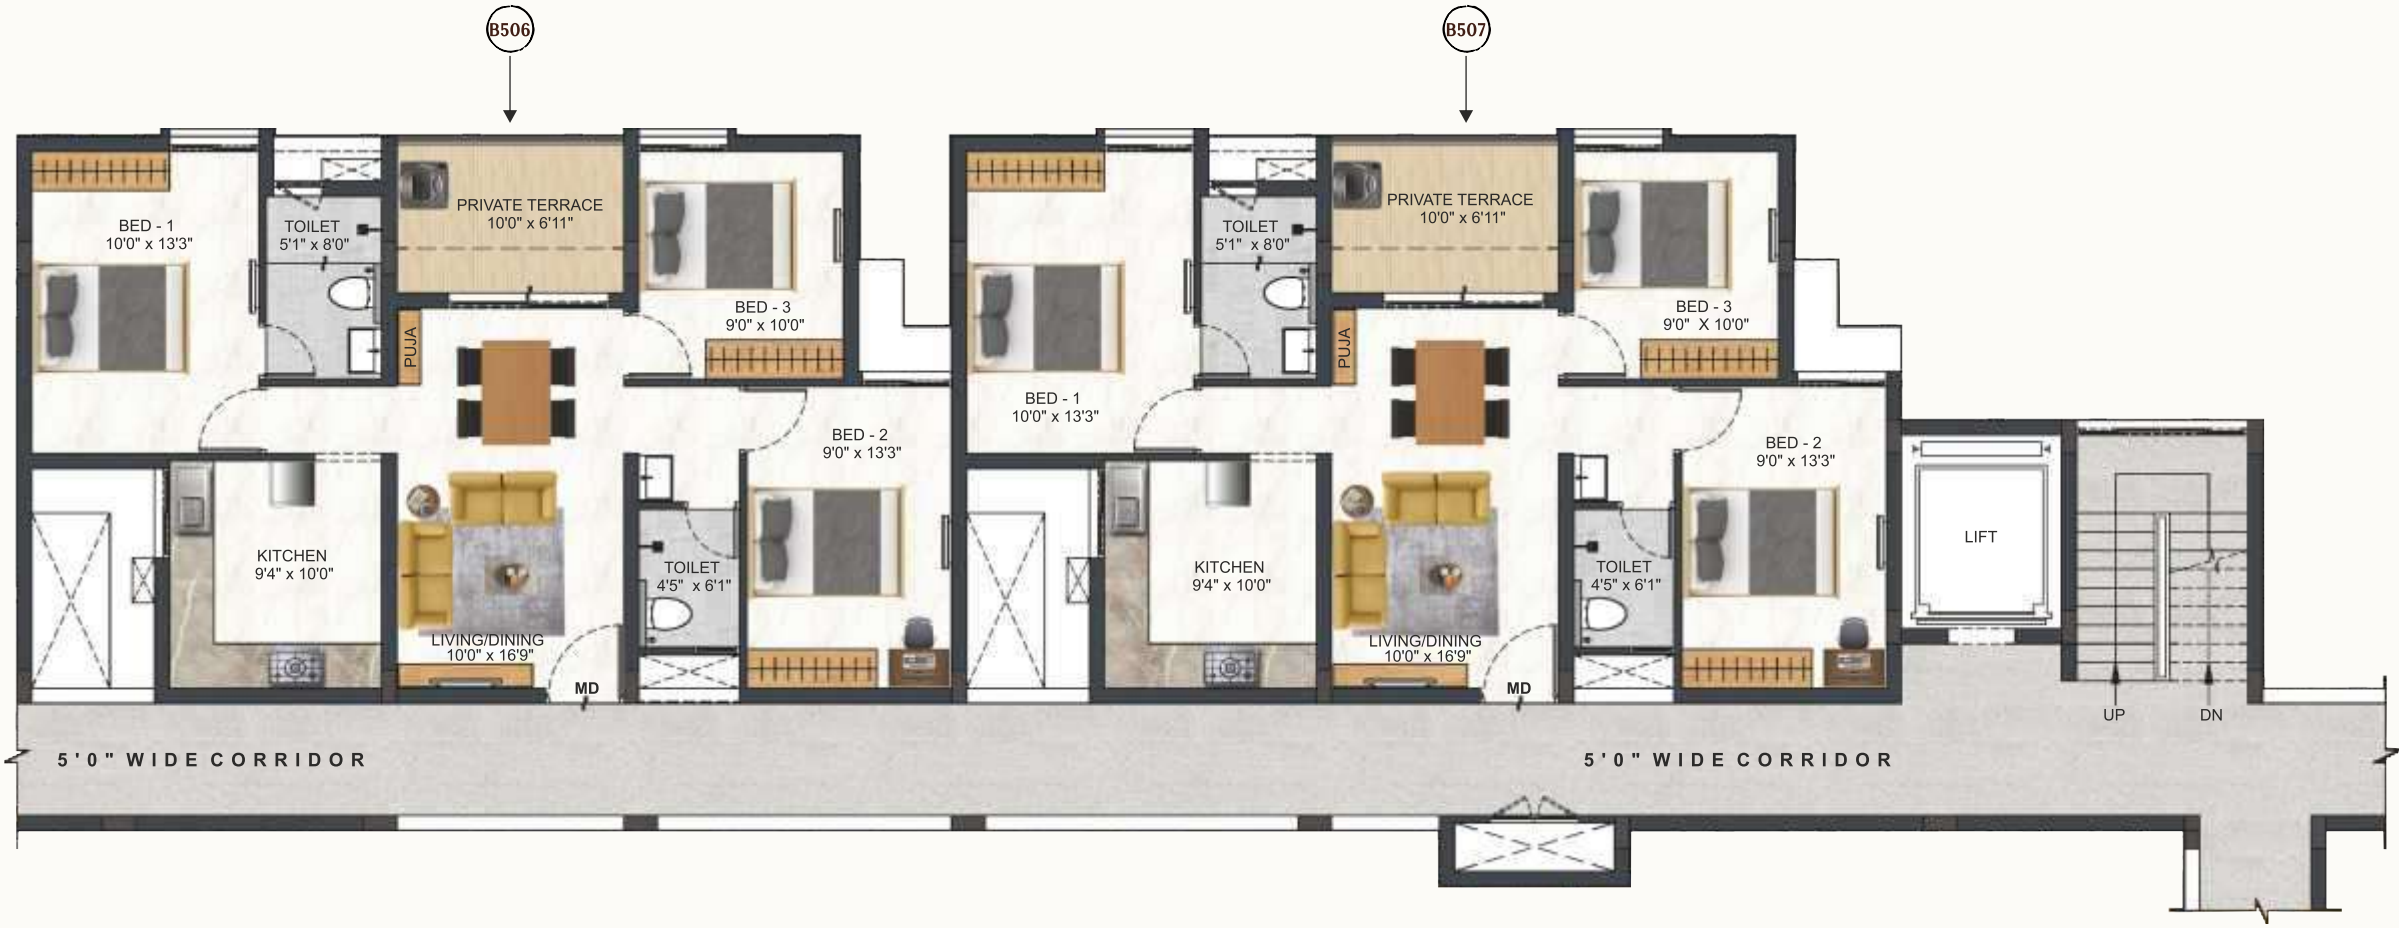 B506
B507
BED - 1
10'0" x 13'3"
TOILET
5'1" x 8'0"
PRIVATE TERRACE
10'0" x 6'11"
BED - 3
9'0" x 10'0"
PUJA
BED - 2
9'0" x 13'3"
KITCHEN
9'4" x 10'0"
LIVING/DINING
10'0" x 16'9"
TOILET
4'5" x 6'1"
MD
BED - 1
10'0" x 13'3"
TOILET
5'1" x 8'0"
PRIVATE TERRACE
10'0" x 6'11"
BED - 3
9'0" X 10'0"
PUJA
BED - 2
9'0" x 13'3"
KITCHEN
9'4" x 10'0"
LIVING/DINING
10'0" x 16'9"
TOILET
4'5" x 6'1"
MD
LIFT
UP
DN
5'0" WIDE CORRIDOR
5'0" WIDE CORRIDOR